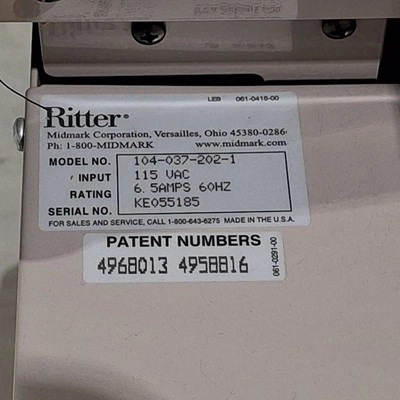 LEB 061-0418-00
Ritter®
Midmark Corporation, Versailles, Ohio 45380-0286
Ph: 1-800-MIDMARK www.midmark.com
MODEL NO. 104-037-202-1
INPUT 115 VAC
RATING 6.5AMPS 60HZ
SERIAL NO. KE055185
FOR SALES AND SERVICE, CALL 1-800-643-6275 MADE IN THE U.S.A.
PATENT NUMBERS
4968013 4958816
061-0291-00